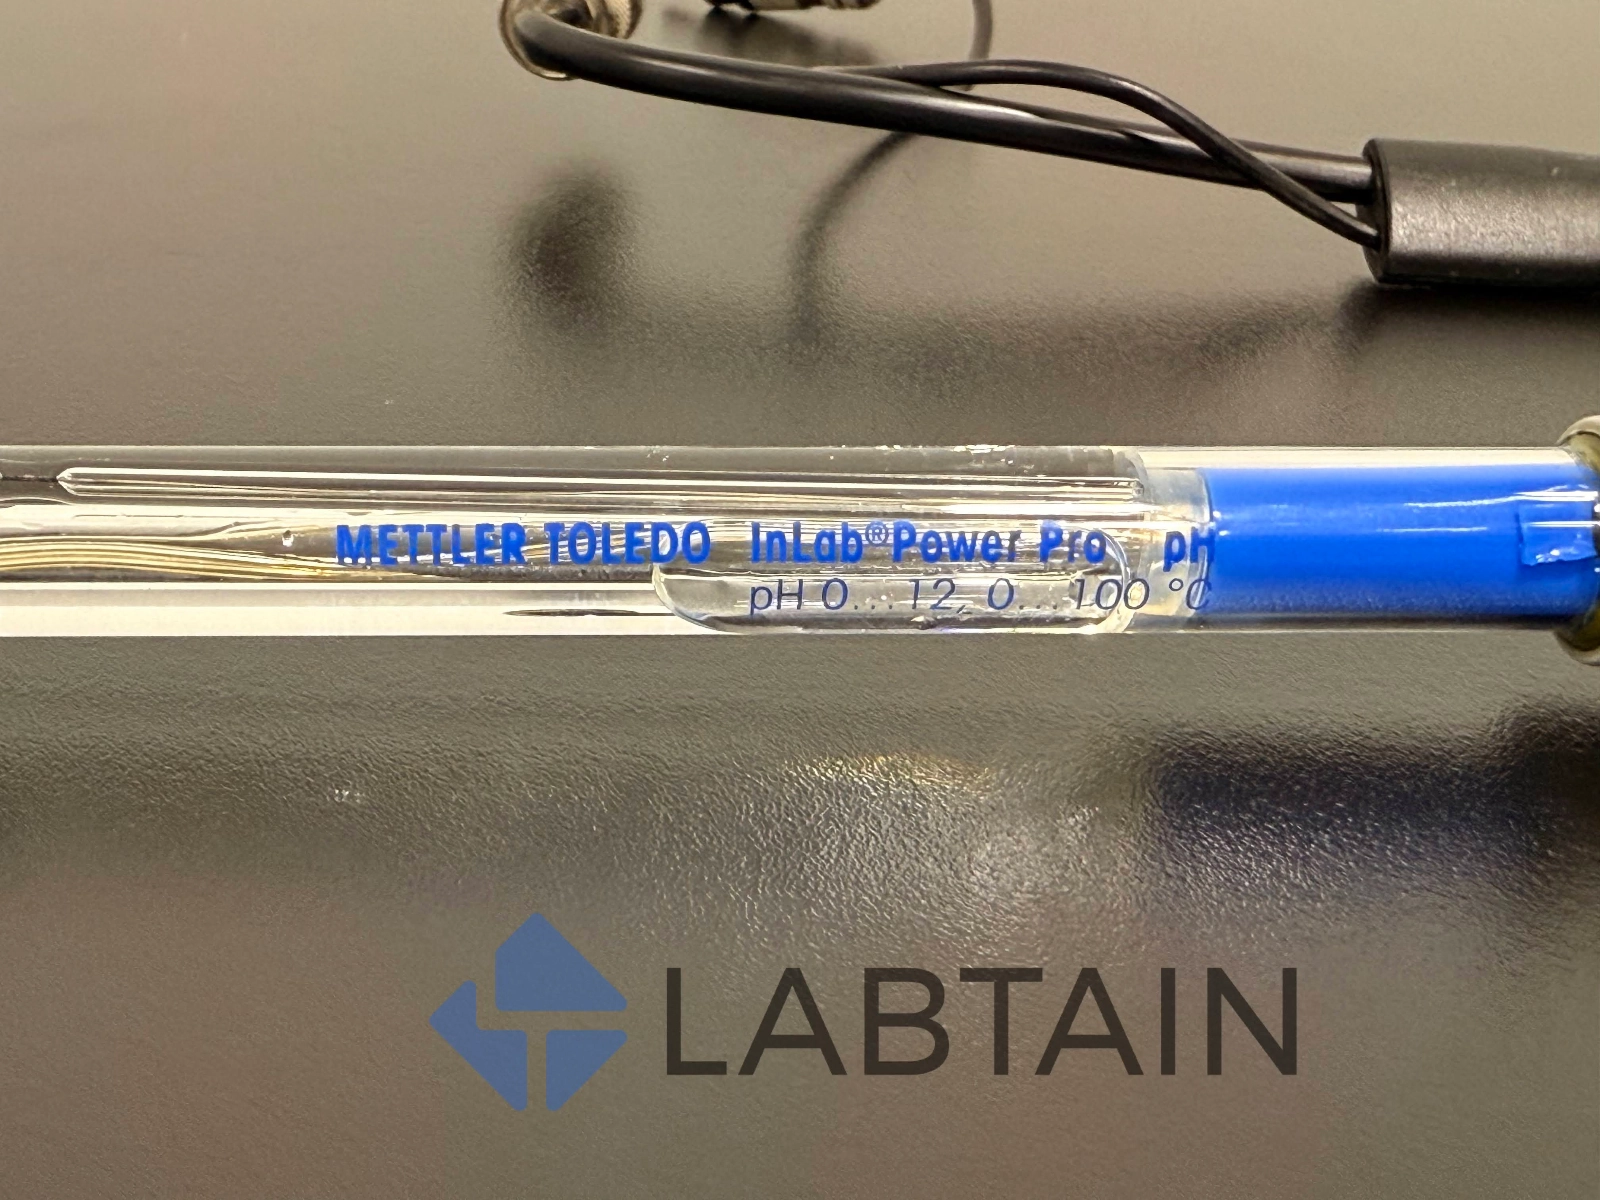 METTLER TOLEDO InLab®Power Pro pH
pH 0...12, 0...100 °C
LABTAIN